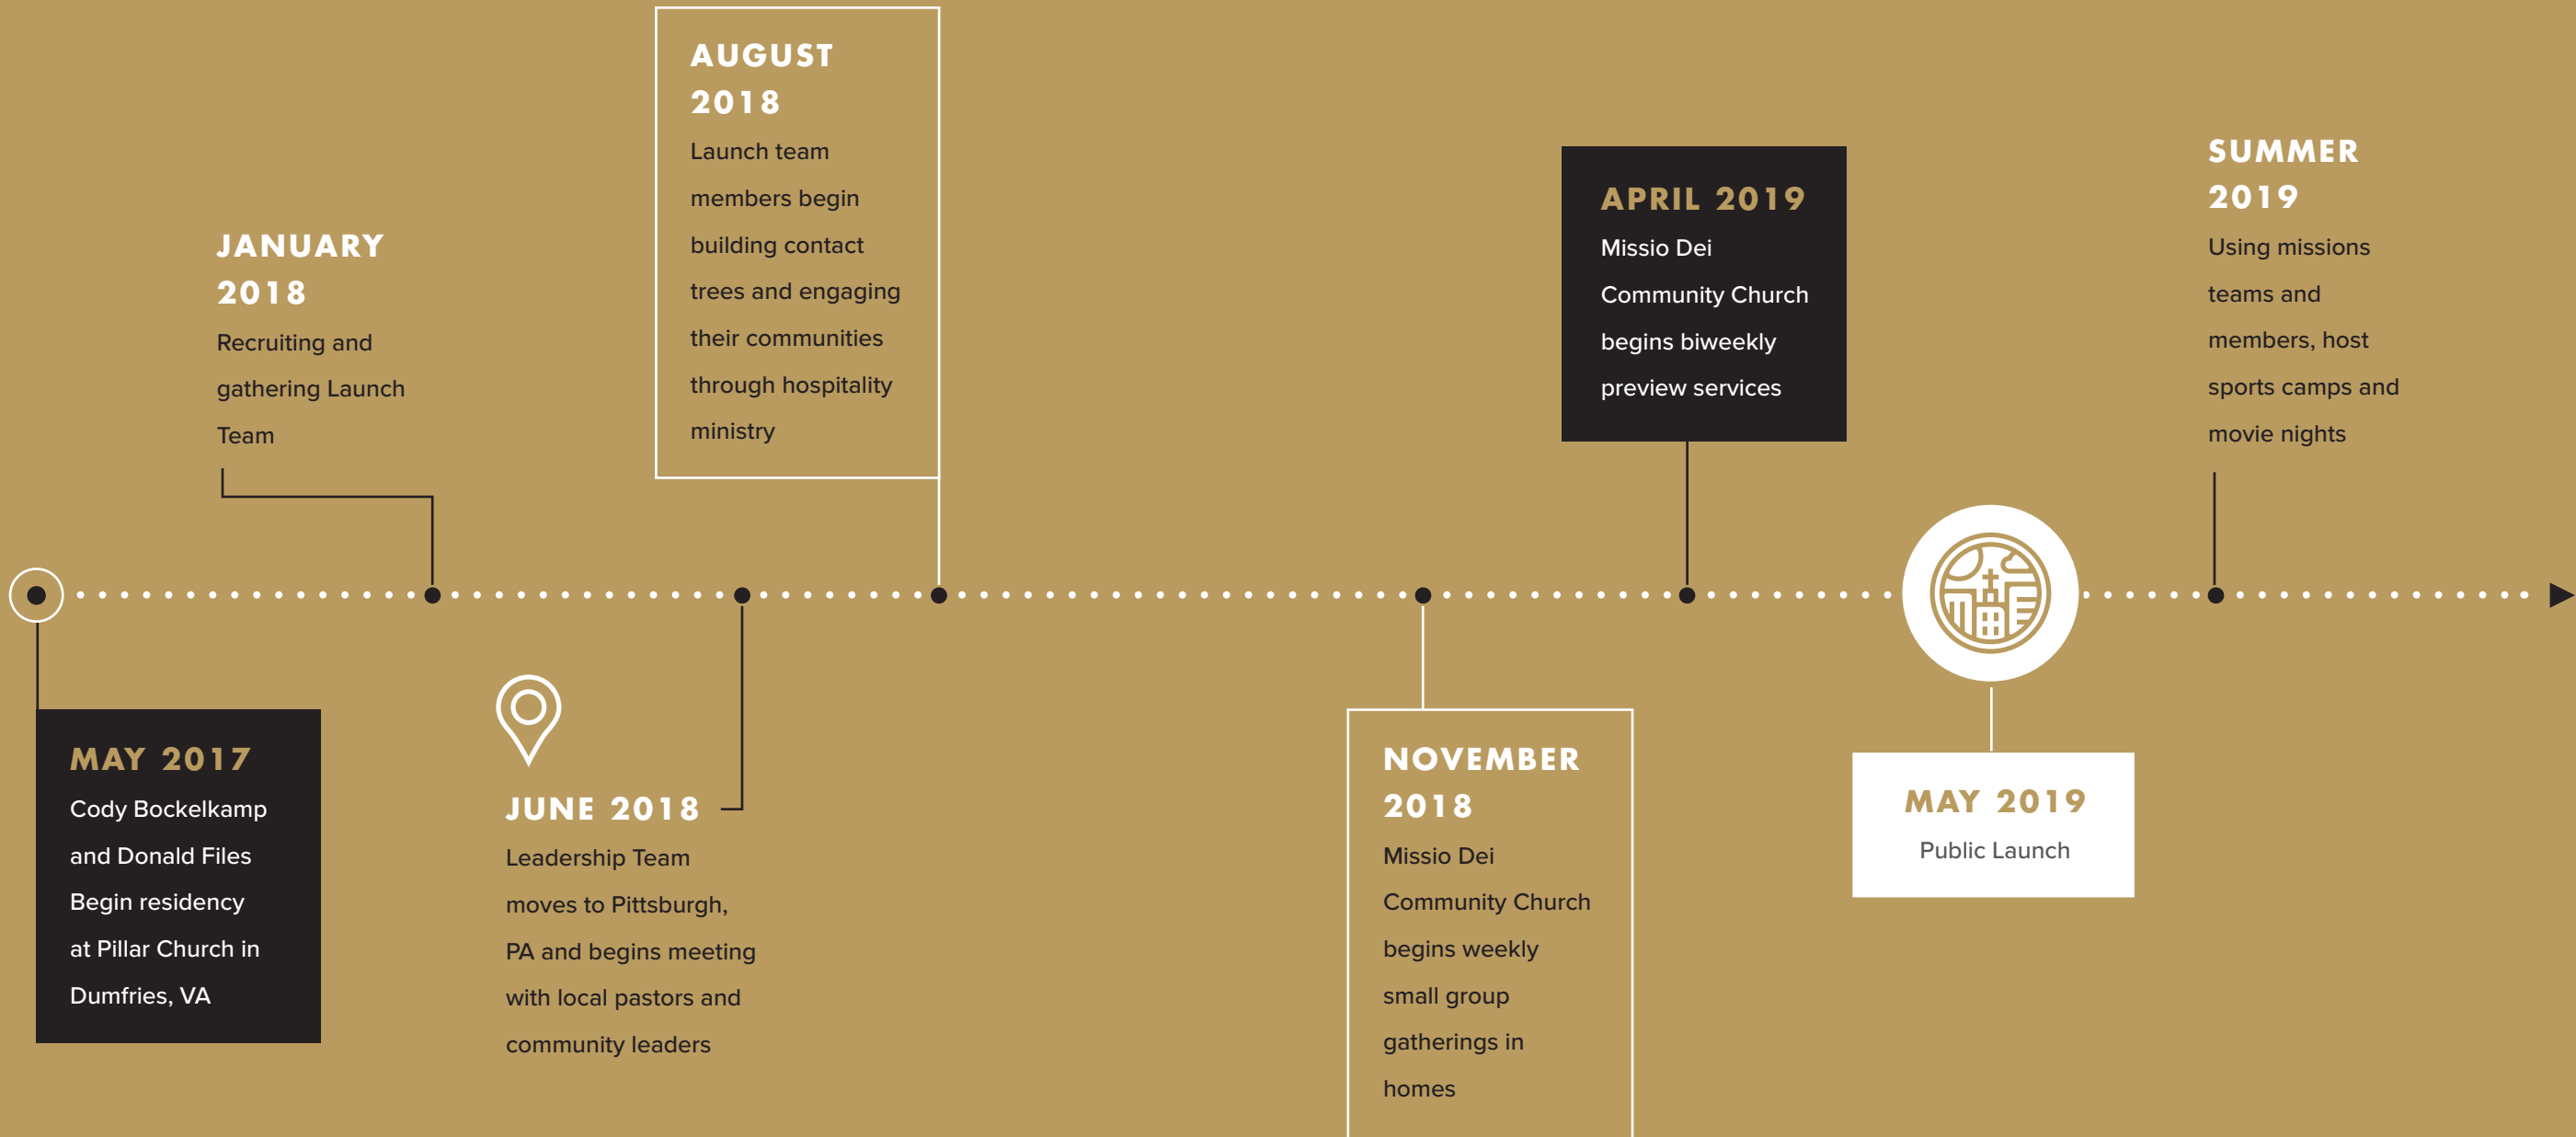 MAY 2017
Cody Bockelkamp
and Donald Files
Begin residency
at Pillar Church in
Dumfries, VA
JANUARY
2018
Recruiting and
gathering Launch
Team
JUNE 2018
Leadership Team
moves to Pittsburgh,
PA and begins meeting
with local pastors and
community leaders
AUGUST
2018
Launch team
members begin
building contact
trees and engaging
their communities
through hospitality
ministry
NOVEMBER
2018
Missio Dei
Community Church
begins weekly
small group
gatherings in
homes
APRIL 2019
Missio Dei
Community Church
begins biweekly
preview services
MAY 2019
Public Launch
SUMMER
2019
Using missions
teams and
members, host
sports camps and
movie nights